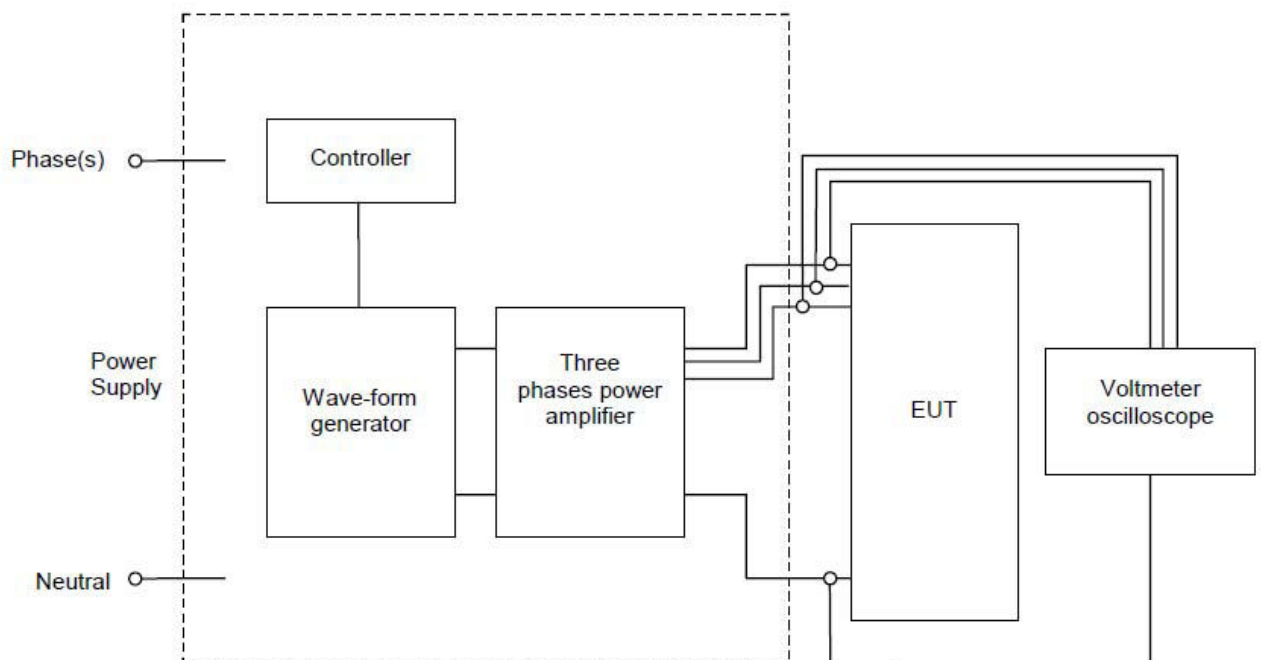 Phase(s)
Controller
Power
Supply
Wave-form
generator
Three
phases power
amplifier
EUT
Voltmeter
oscilloscope
Neutral